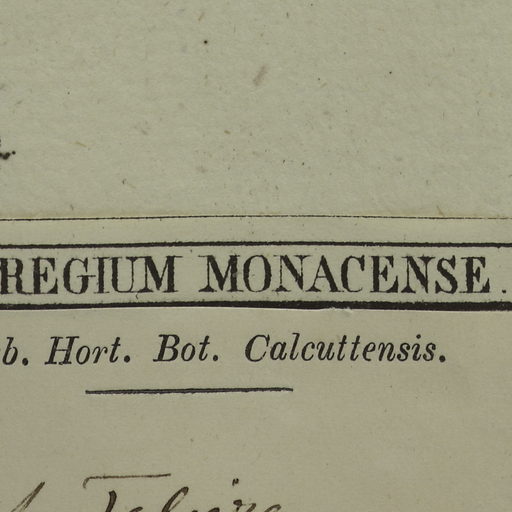 REGIUM MONACENSE.
b. Hort. Bot. Calcuttensis.